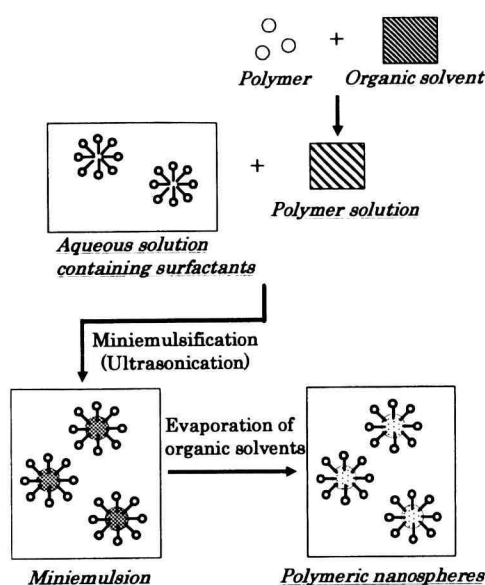 +
Polymer Organic solvent
+
Polymer solution
Aqueous solution
containing surfactants
Miniemulsification
(Ultrasonication)
Evaporation of
organic solvents
Miniemulsion
Polymeric nanospheres